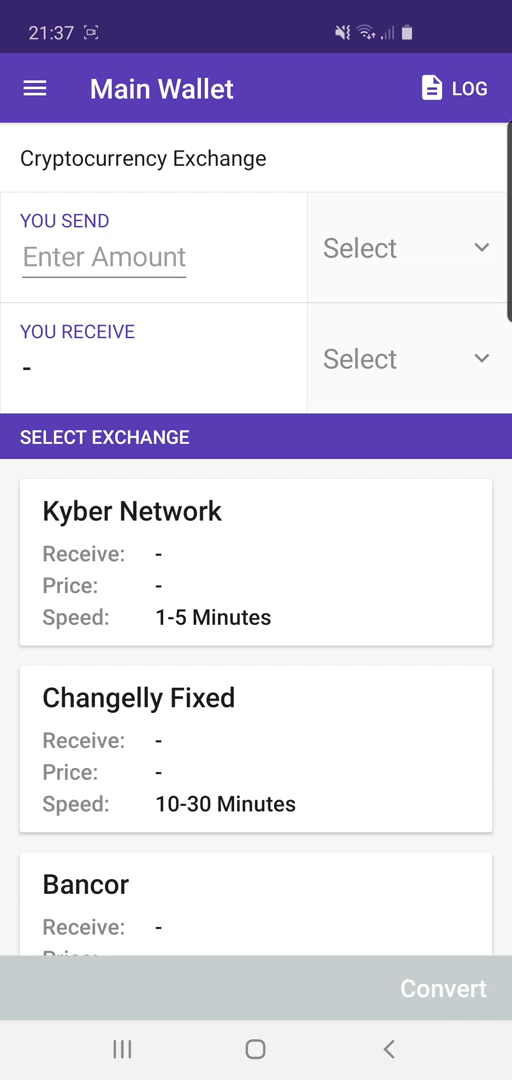 21:37
Main Wallet
LOG
Cryptocurrency Exchange
YOU SEND
Enter Amount
Select
YOU RECEIVE
-
Select
SELECT EXCHANGE
Kyber Network
Receive: -
Price: -
Speed: 1-5 Minutes
Changelly Fixed
Receive: -
Price: -
Speed: 10-30 Minutes
Bancor
Receive: -
Price:
Convert